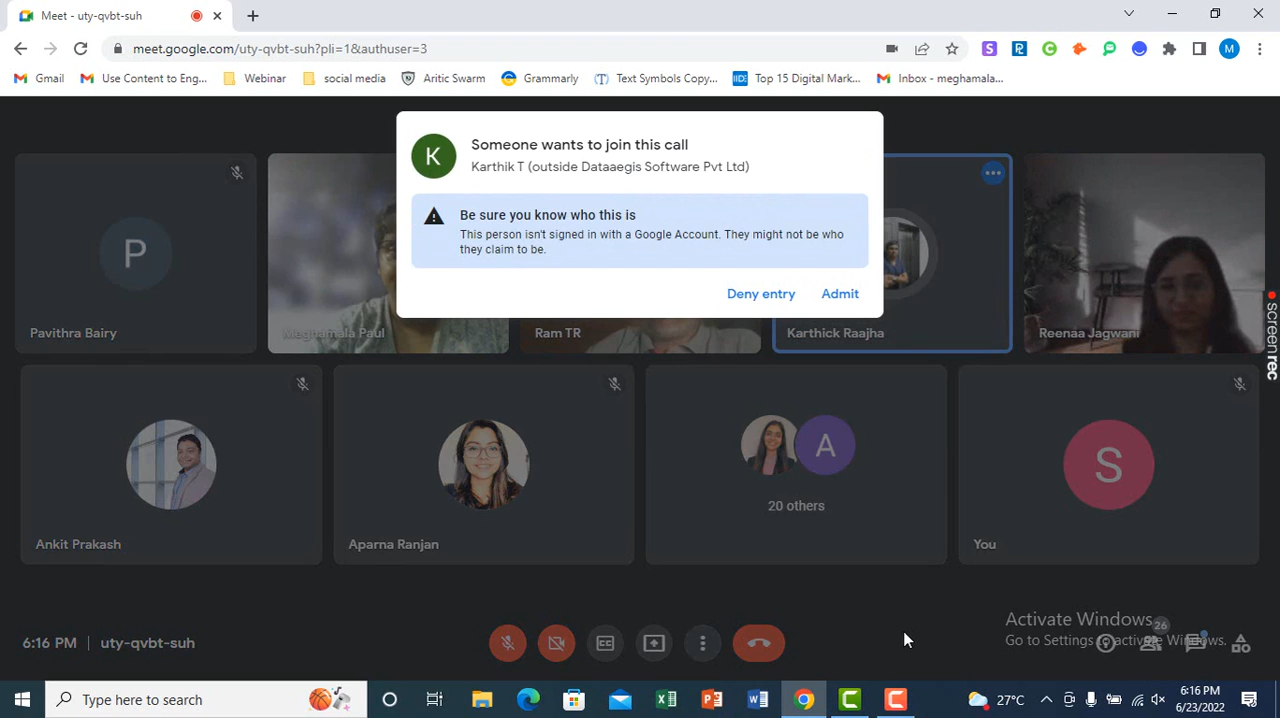 Meet - uty-qvbt-suh
meet.google.com/uty-qvbt-suh?pli=1&authuser=3
M
Gmail
Use Content to Eng...
Webinar
social media
Aritic Swarm
Grammarly
Text Symbols Copy...
Top 15 Digital Mark...
Inbox - meghamala...
Someone wants to join this call
K
Karthik T (outside Dataaegis Software Pvt Ltd)
Be sure you know who this is
This person isn't signed in with a Google Account. They might not be who
they claim to be.
Deny entry
Admit
P
Pavithra Bairy
Meghamala Paul
Ram TR
Karthick Raajha
Reenaa Jagwani
screenrec
A
S
20 others
Ankit Prakash
Aparna Ranjan
You
6:16 PM | uty-qvbt-suh
Activate Windows
26
Go to Settings to activate Windows.
Type here to search
27°C
6:16 PM
6/23/2022